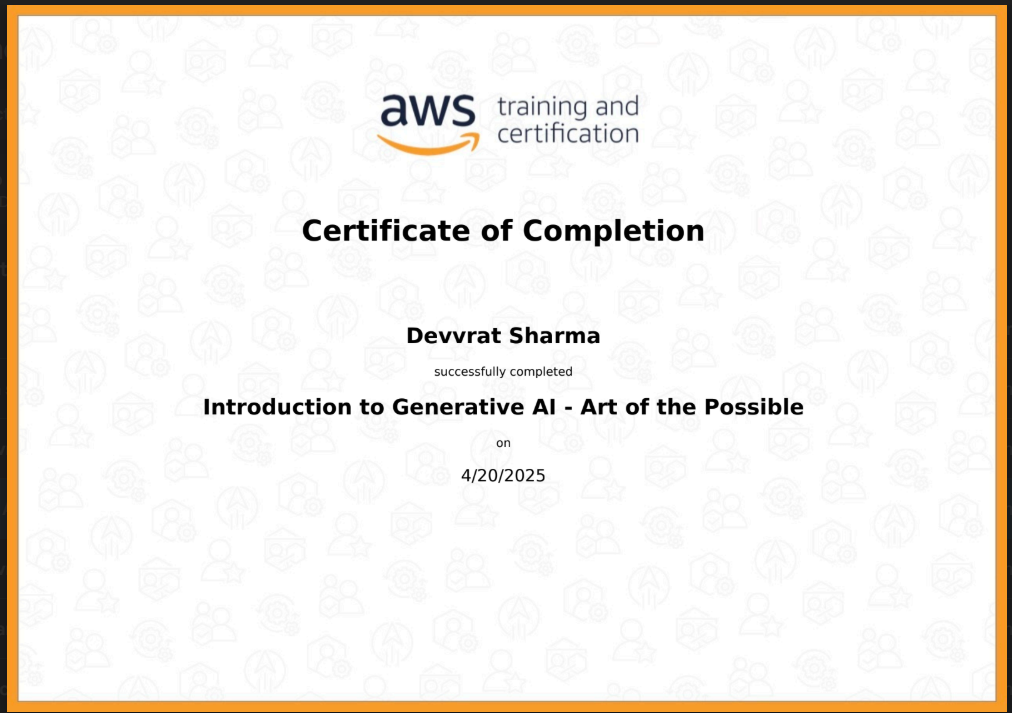 aws training and
certification
Certificate of Completion
Devvrat Sharma
successfully completed
Introduction to Generative AI - Art of the Possible
on
4/20/2025